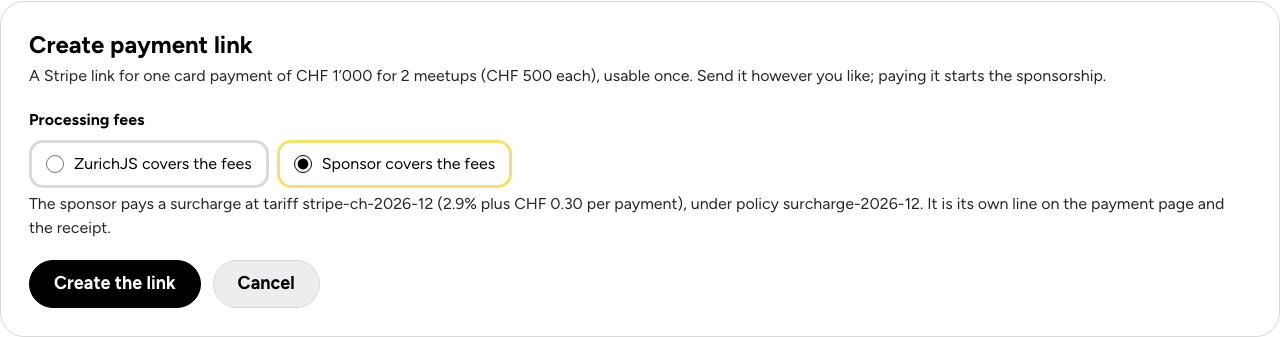 Create payment link
A Stripe link for one card payment of CHF 1’000 for 2 meetups (CHF 500 each), usable once. Send it however you like; paying it starts the sponsorship.
Processing fees
ZurichJS covers the fees
Sponsor covers the fees
The sponsor pays a surcharge at tariff stripe-ch-2026-12 (2.9% plus CHF 0.30 per payment), under policy surcharge-2026-12. It is its own line on the payment page and
the receipt.
Create the link
Cancel